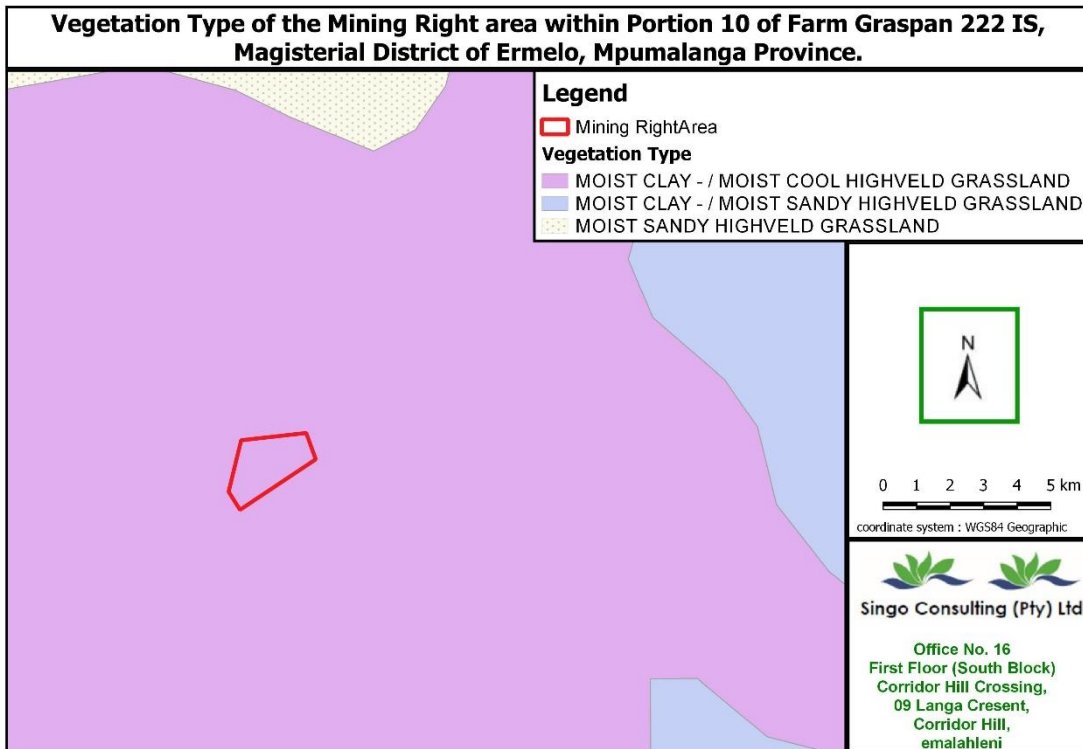 Vegetation Type of the Mining Right area within Portion 10 of Farm Graspan 222 IS,
Magisterial District of Ermelo, Mpumalanga Province.
Legend
Mining RightArea
Vegetation Type
MOIST CLAY - / MOIST COOL HIGHVELD GRASSLAND
MOIST CLAY - / MOIST SANDY HIGHVELD GRASSLAND
MOIST SANDY HIGHVELD GRASSLAND
N
0 1 2 3 4 5 km
coordinate system : WGS84 Geographic
Singo Consulting (Pty) Ltd
Office No. 16
First Floor (South Block)
Corridor Hill Crossing,
09 Langa Cresent,
Corridor Hill,
emalahleni